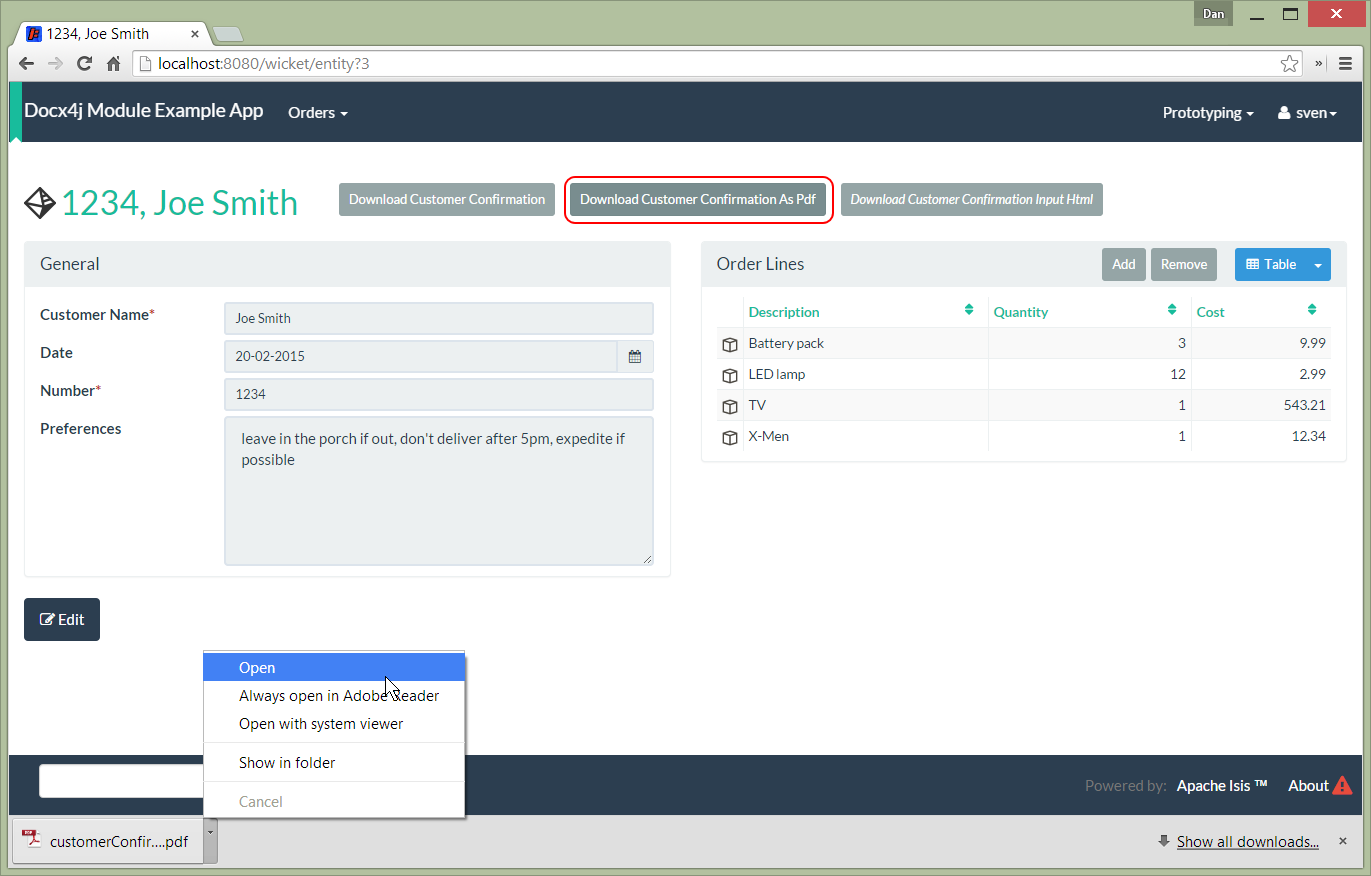 Dan
1234, Joe Smith
localhost:8080/wicket/entity?3
Docx4j Module Example App
Orders
Prototyping
sven
1234, Joe Smith
Download Customer Confirmation
Download Customer Confirmation As Pdf
Download Customer Confirmation Input Html
General
Customer Name*
Joe Smith
Date
20-02-2015
Number*
1234
Preferences
leave in the porch if out, don't deliver after 5pm, expedite if
possible
Edit
Order Lines
Add
Remove
Table
Description Quantity Cost
Battery pack 3 9.99
LED lamp 12 2.99
TV 1 543.21
X-Men 1 12.34
Open
Always open in Adobe Reader
Open with system viewer
Show in folder
Cancel
Powered by: Apache Isis ™ About
customerConfir....pdf
Show all downloads...